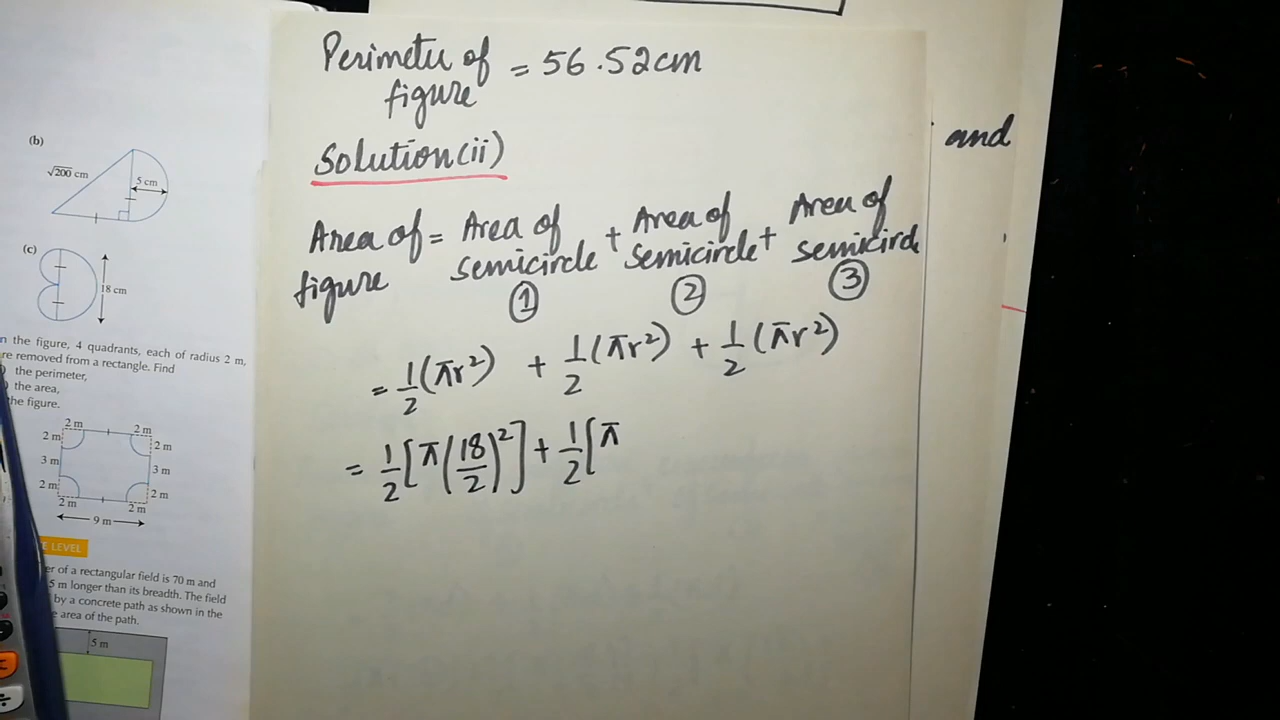 Perimeter of = 56.52cm
figure
Solution(ii)
and
Area of = Area of + Area of + Area of
figure semicircle semicircle semicircl
① ② ③
= 1/2 (πr²) + 1/2 (πr²) + 1/2 (πr²)
= 1/2 [π(18/2)²] + 1/2 [π
(b)
√200 cm
5 cm
(c)
18 cm
n the figure, 4 quadrants, each of radius 2 m,
re removed from a rectangle. Find
the perimeter,
the area,
the figure.
2 m 2 m
2 m 2 m
3 m 3 m
2 m 2 m
2 m 2 m
9 m
E LEVEL
er of a rectangular field is 70 m and
5 m longer than its breadth. The field
by a concrete path as shown in the
area of the path.
5 m